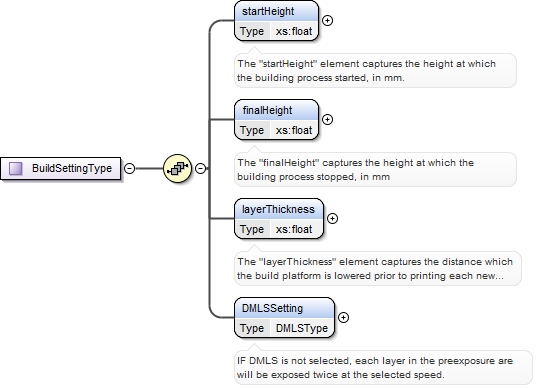 startHeight
Type xs:float
The "startHeight" element captures the height at which
the building process started, in mm.
finalHeight
Type xs:float
The "finalHeight" captures the height at which the
building process stopped, in mm
BuildSettingType
layerThickness
Type xs:float
The "layerThickness" element captures the distance which
the build platform is lowered prior to printing each new...
DMLSSetting
Type DMLSType
IF DMLS is not selected, each layer in the preexposure are
will be exposed twice at the selected speed.